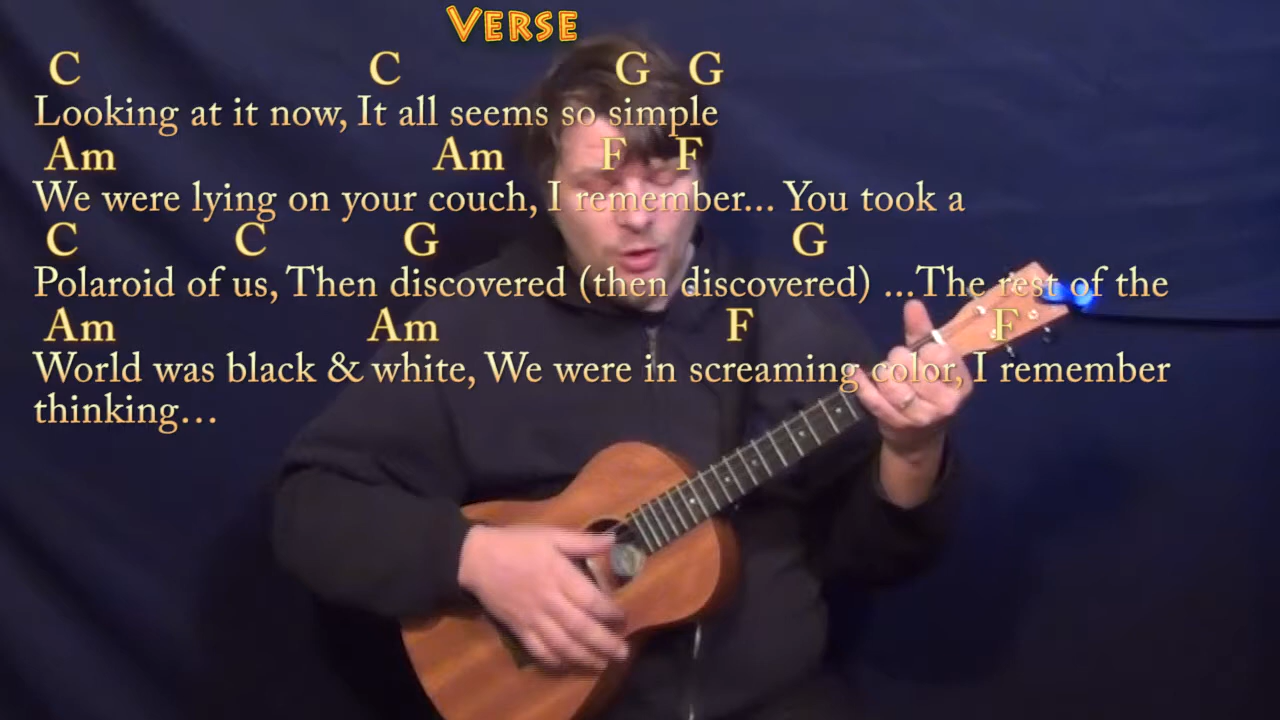 VERSE
C C G G
Looking at it now, It all seems so simple
Am Am F F
We were lying on your couch, I remember... You took a
C C G G
Polaroid of us, Then discovered (then discovered) ...The rest of the
Am Am F F
World was black & white, We were in screaming color, I remember
thinking...